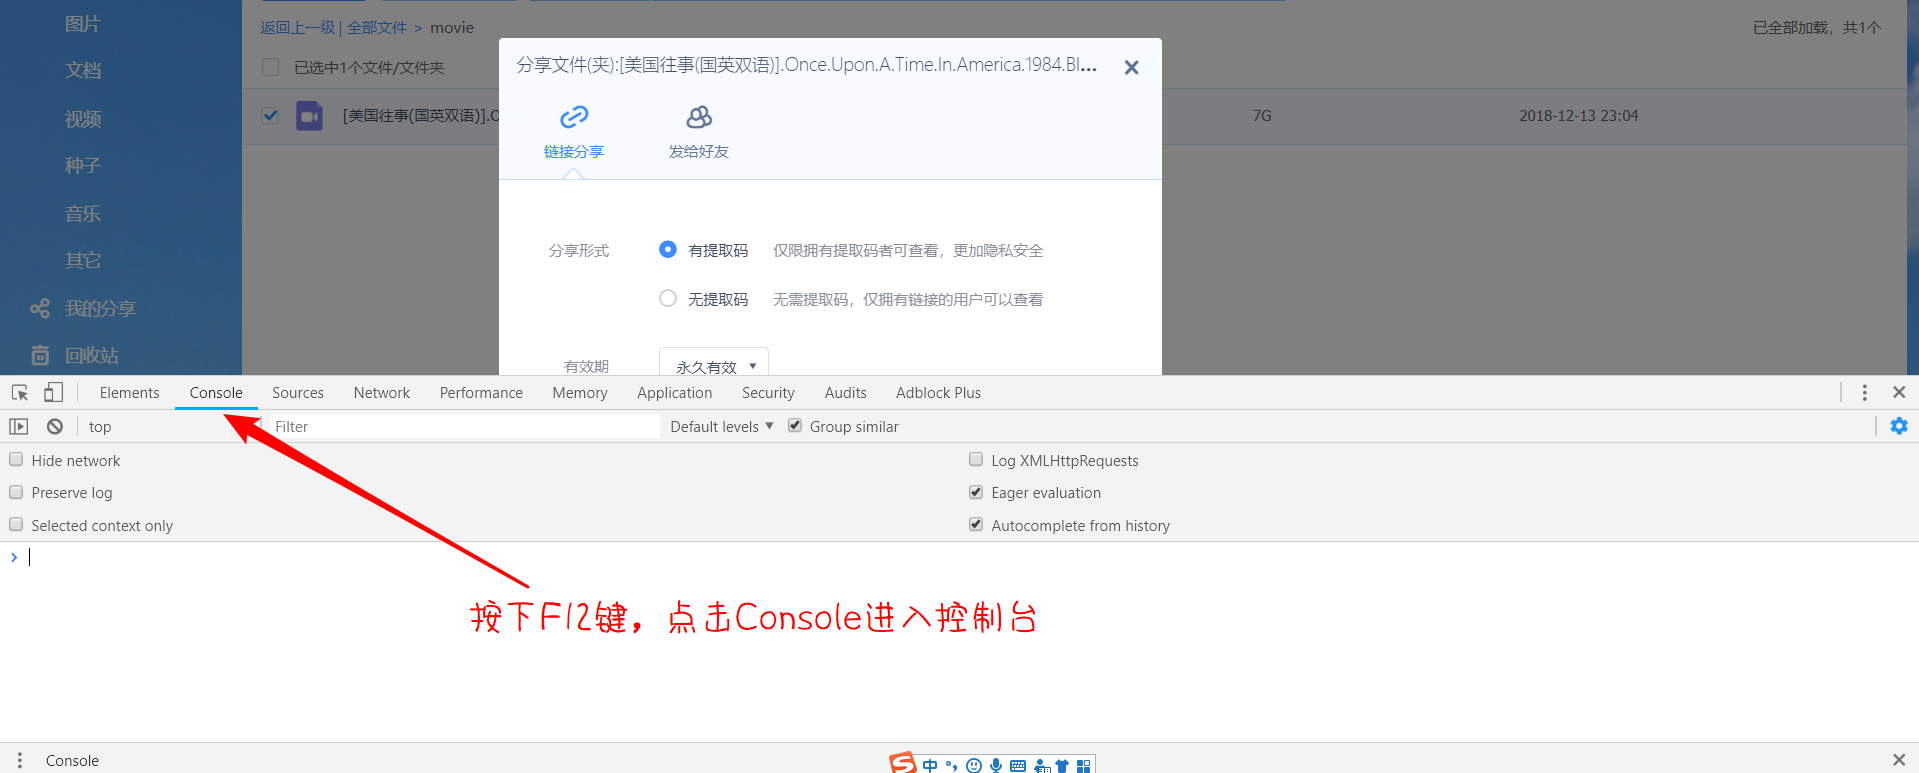 图片
文档
视频
种子
音乐
其它
我的分享
回收站
返回上一级 | 全部文件 > movie
已全部加载，共1个
已选中1个文件/文件夹
[美国往事(国英双语)].O
7G
2018-12-13 23:04
分享文件(夹):[美国往事(国英双语)].Once.Upon.A.Time.In.America.1984.Bl...
链接分享
发给好友
分享形式
有提取码 仅限拥有提取码者可查看，更加隐私安全
无提取码 无需提取码，仅拥有链接的用户可以查看
有效期
永久有效
Elements Console Sources Network Performance Memory Application Security Audits Adblock Plus
top Filter Default levels Group similar
Hide network
Log XMLHttpRequests
Preserve log
Eager evaluation
Selected context only
Autocomplete from history
按下F12键，点击Console进入控制台
Console
S 中